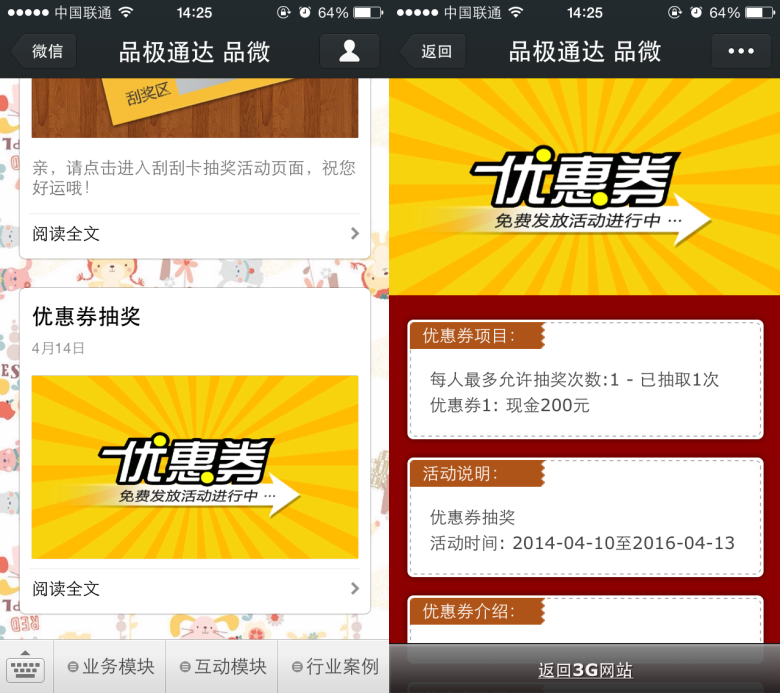 中国联通 14:25 64%
微信 品极通达 品微
刮奖区
亲，请点击进入刮刮卡抽奖活动页面，祝您
好运哦！
阅读全文
优惠券抽奖
4月14日
优惠券
免费发放活动进行中 ···
阅读全文
业务模块 互动模块 行业案例
中国联通 14:25 64%
返回 品极通达 品微
优惠券
免费发放活动进行中 ···
优惠券项目：
每人最多允许抽奖次数:1 - 已抽取1次
优惠券1: 现金200元
活动说明：
优惠券抽奖
活动时间: 2014-04-10至2016-04-13
优惠券介绍：
返回3G网站